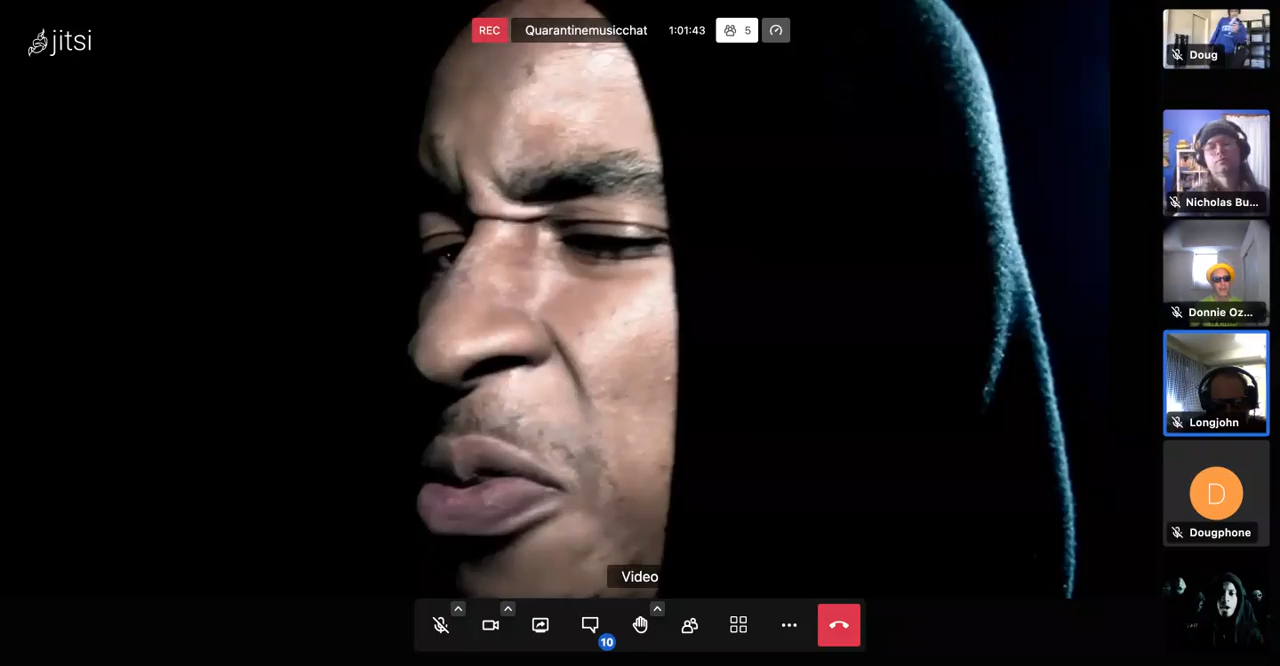 jitsi
REC Quarantinemusicchat 1:01:43 5
Doug
Nicholas Bu...
Donnie Oz...
Longjohn
D
Dougphone
Video
10